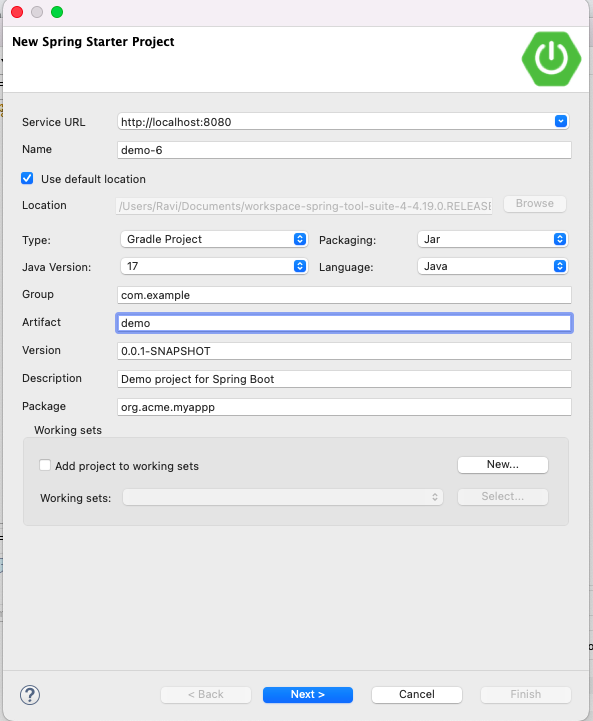 New Spring Starter Project
Service URL http://localhost:8080
Name demo-6
Use default location
Location /Users/Ravi/Documents/workspace-spring-tool-suite-4-4.19.0.RELEASE Browse
Type: Gradle Project Packaging: Jar
Java Version: 17 Language: Java
Group com.example
Artifact demo
Version 0.0.1-SNAPSHOT
Description Demo project for Spring Boot
Package org.acme.myappp
Working sets
Add project to working sets New...
Working sets: Select...
? < Back Next > Cancel Finish